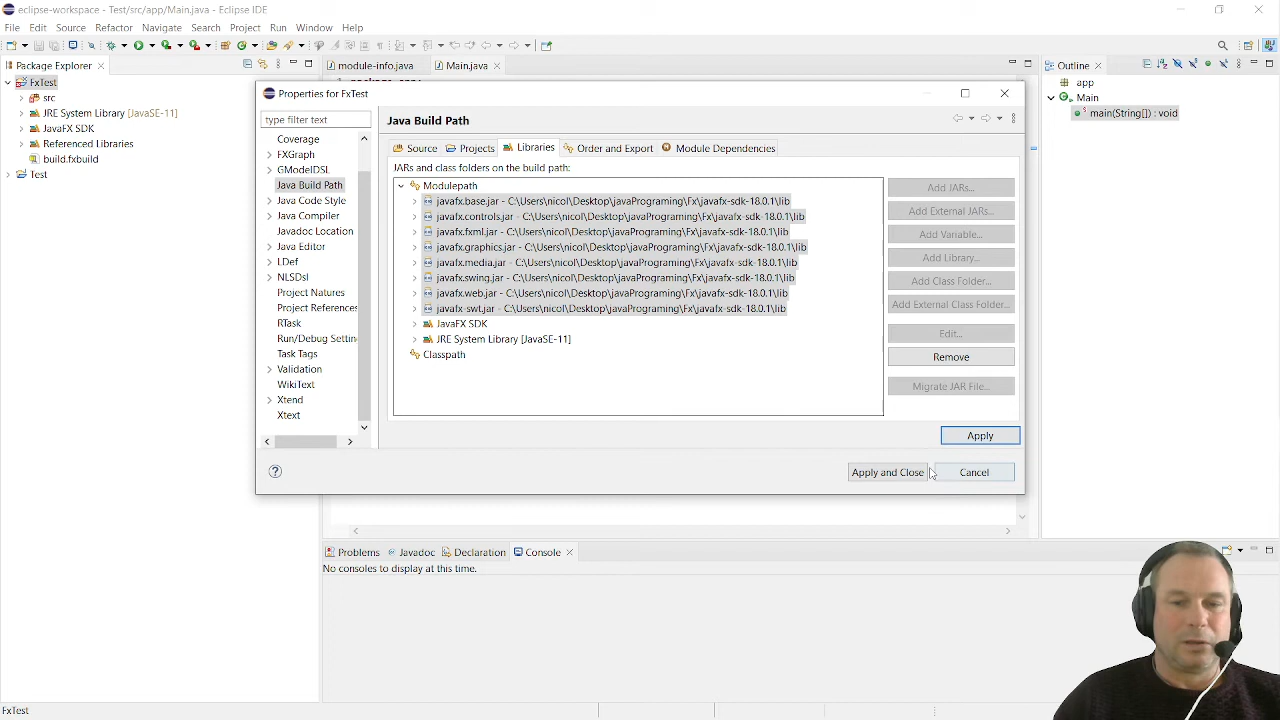 eclipse-workspace - Test/src/app/Main.java - Eclipse IDE
File Edit Source Refactor Navigate Search Project Run Window Help
Package Explorer
FxTest
src
JRE System Library [JavaSE-11]
JavaFX SDK
Referenced Libraries
build.fxbuild
Test
module-info.java
Main.java
Properties for FxTest
type filter text
Coverage
FXGraph
GModelDSL
Java Build Path
Java Code Style
Java Compiler
Javadoc Location
Java Editor
LDef
NLSDsl
Project Natures
Project References
RTask
Run/Debug Settin
Task Tags
Validation
WikiText
Xtend
Xtext
Java Build Path
Source Projects Libraries Order and Export Module Dependencies
JARs and class folders on the build path:
Modulepath
javafx.base.jar - C:\Users\nicol\Desktop\javaPrograming\Fx\javafx-sdk-18.0.1\lib
javafx.controls.jar - C:\Users\nicol\Desktop\javaPrograming\Fx\javafx-sdk-18.0.1\lib
javafx.fxml.jar - C:\Users\nicol\Desktop\javaPrograming\Fx\javafx-sdk-18.0.1\lib
javafx.graphics.jar - C:\Users\nicol\Desktop\javaPrograming\Fx\javafx-sdk-18.0.1\lib
javafx.media.jar - C:\Users\nicol\Desktop\javaPrograming\Fx\javafx-sdk-18.0.1\lib
javafx.swing.jar - C:\Users\nicol\Desktop\javaPrograming\Fx\javafx-sdk-18.0.1\lib
javafx.web.jar - C:\Users\nicol\Desktop\javaPrograming\Fx\javafx-sdk-18.0.1\lib
javafx-swt.jar - C:\Users\nicol\Desktop\javaPrograming\Fx\javafx-sdk-18.0.1\lib
JavaFX SDK
JRE System Library [JavaSE-11]
Classpath
Add JARs...
Add External JARs...
Add Variable...
Add Library...
Add Class Folder...
Add External Class Folder...
Edit...
Remove
Migrate JAR File...
Apply
Apply and Close
Cancel
Outline
app
Main
main(String[]) : void
Problems Javadoc Declaration Console
No consoles to display at this time.
FxTest